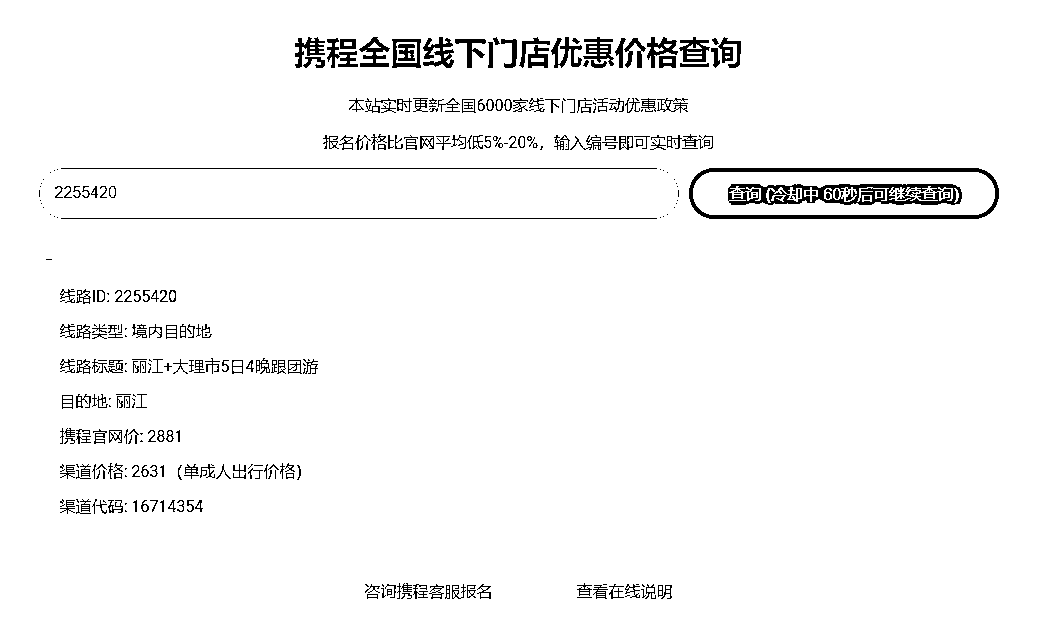 携程全国线下门店优惠价格查询
本站实时更新全国6000家线下门店活动优惠政策
报名价格比官网平均低5%-20%，输入编号即可实时查询
2255420
查询 (冷却中 60秒后可继续查询)
线路ID: 2255420
线路类型: 境内目的地
线路标题: 丽江+大理市5日4晚跟团游
目的地: 丽江
携程官网价: 2881
渠道价格: 2631（单成人出行价格）
渠道代码: 16714354
咨询携程客服报名
查看在线说明